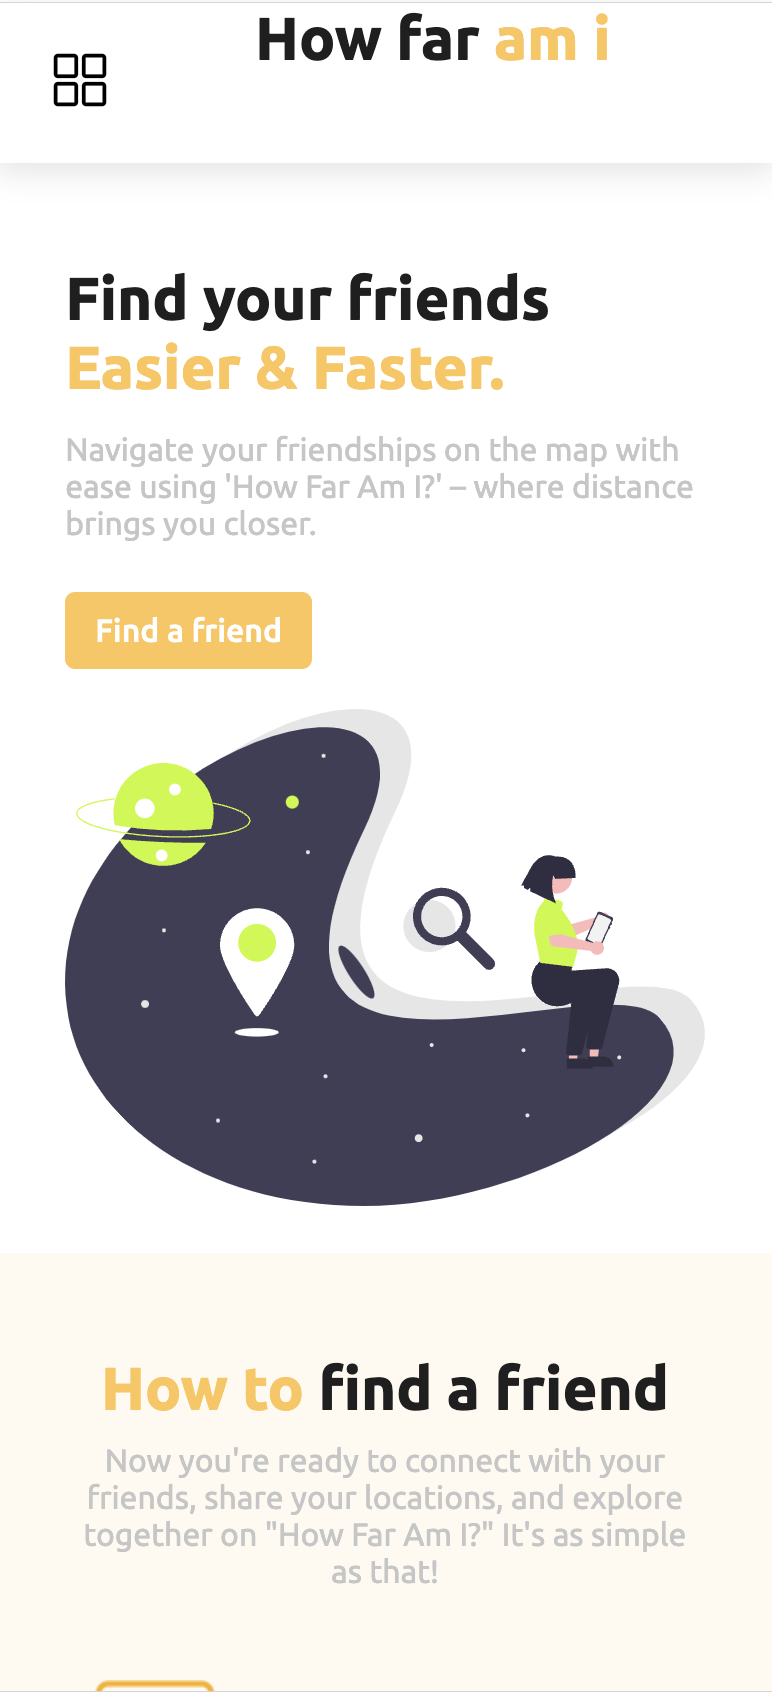 How far am i
Find your friends
Easier & Faster.
Navigate your friendships on the map with
ease using 'How Far Am I?' – where distance
brings you closer.
Find a friend
How to find a friend
Now you're ready to connect with your
friends, share your locations, and explore
together on "How Far Am I?" It's as simple
as that!